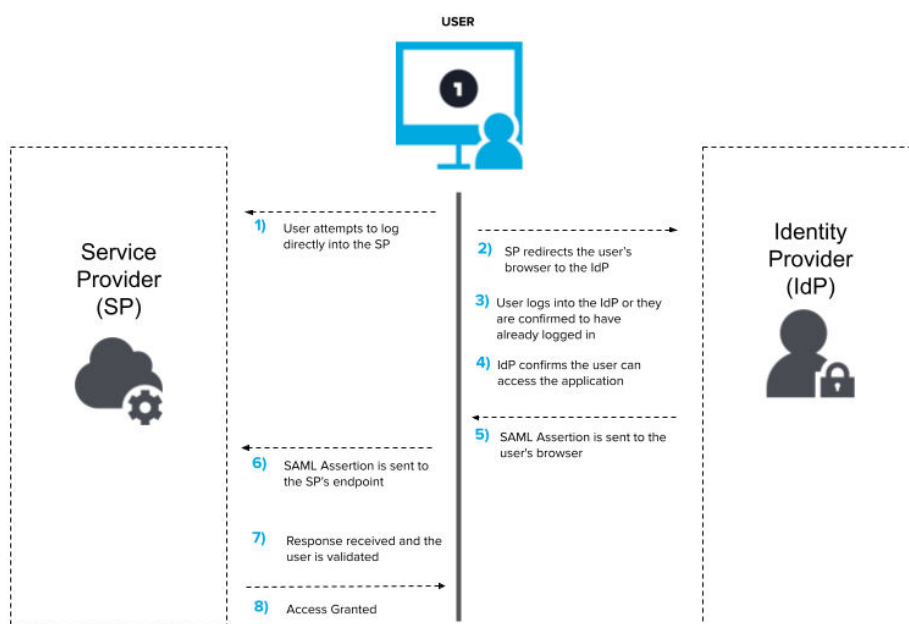 USER
1
Service
Provider
(SP)
Identity
Provider
(IdP)
1) User attempts to log
directly into the SP
2) SP redirects the user's
browser to the IdP
3) User logs into the IdP or they
are confirmed to have
already logged in
4) IdP confirms the user can
access the application
5) SAML Assertion is sent to the
user's browser
6) SAML Assertion is sent to
the SP's endpoint
7) Response received and the
user is validated
8) Access Granted